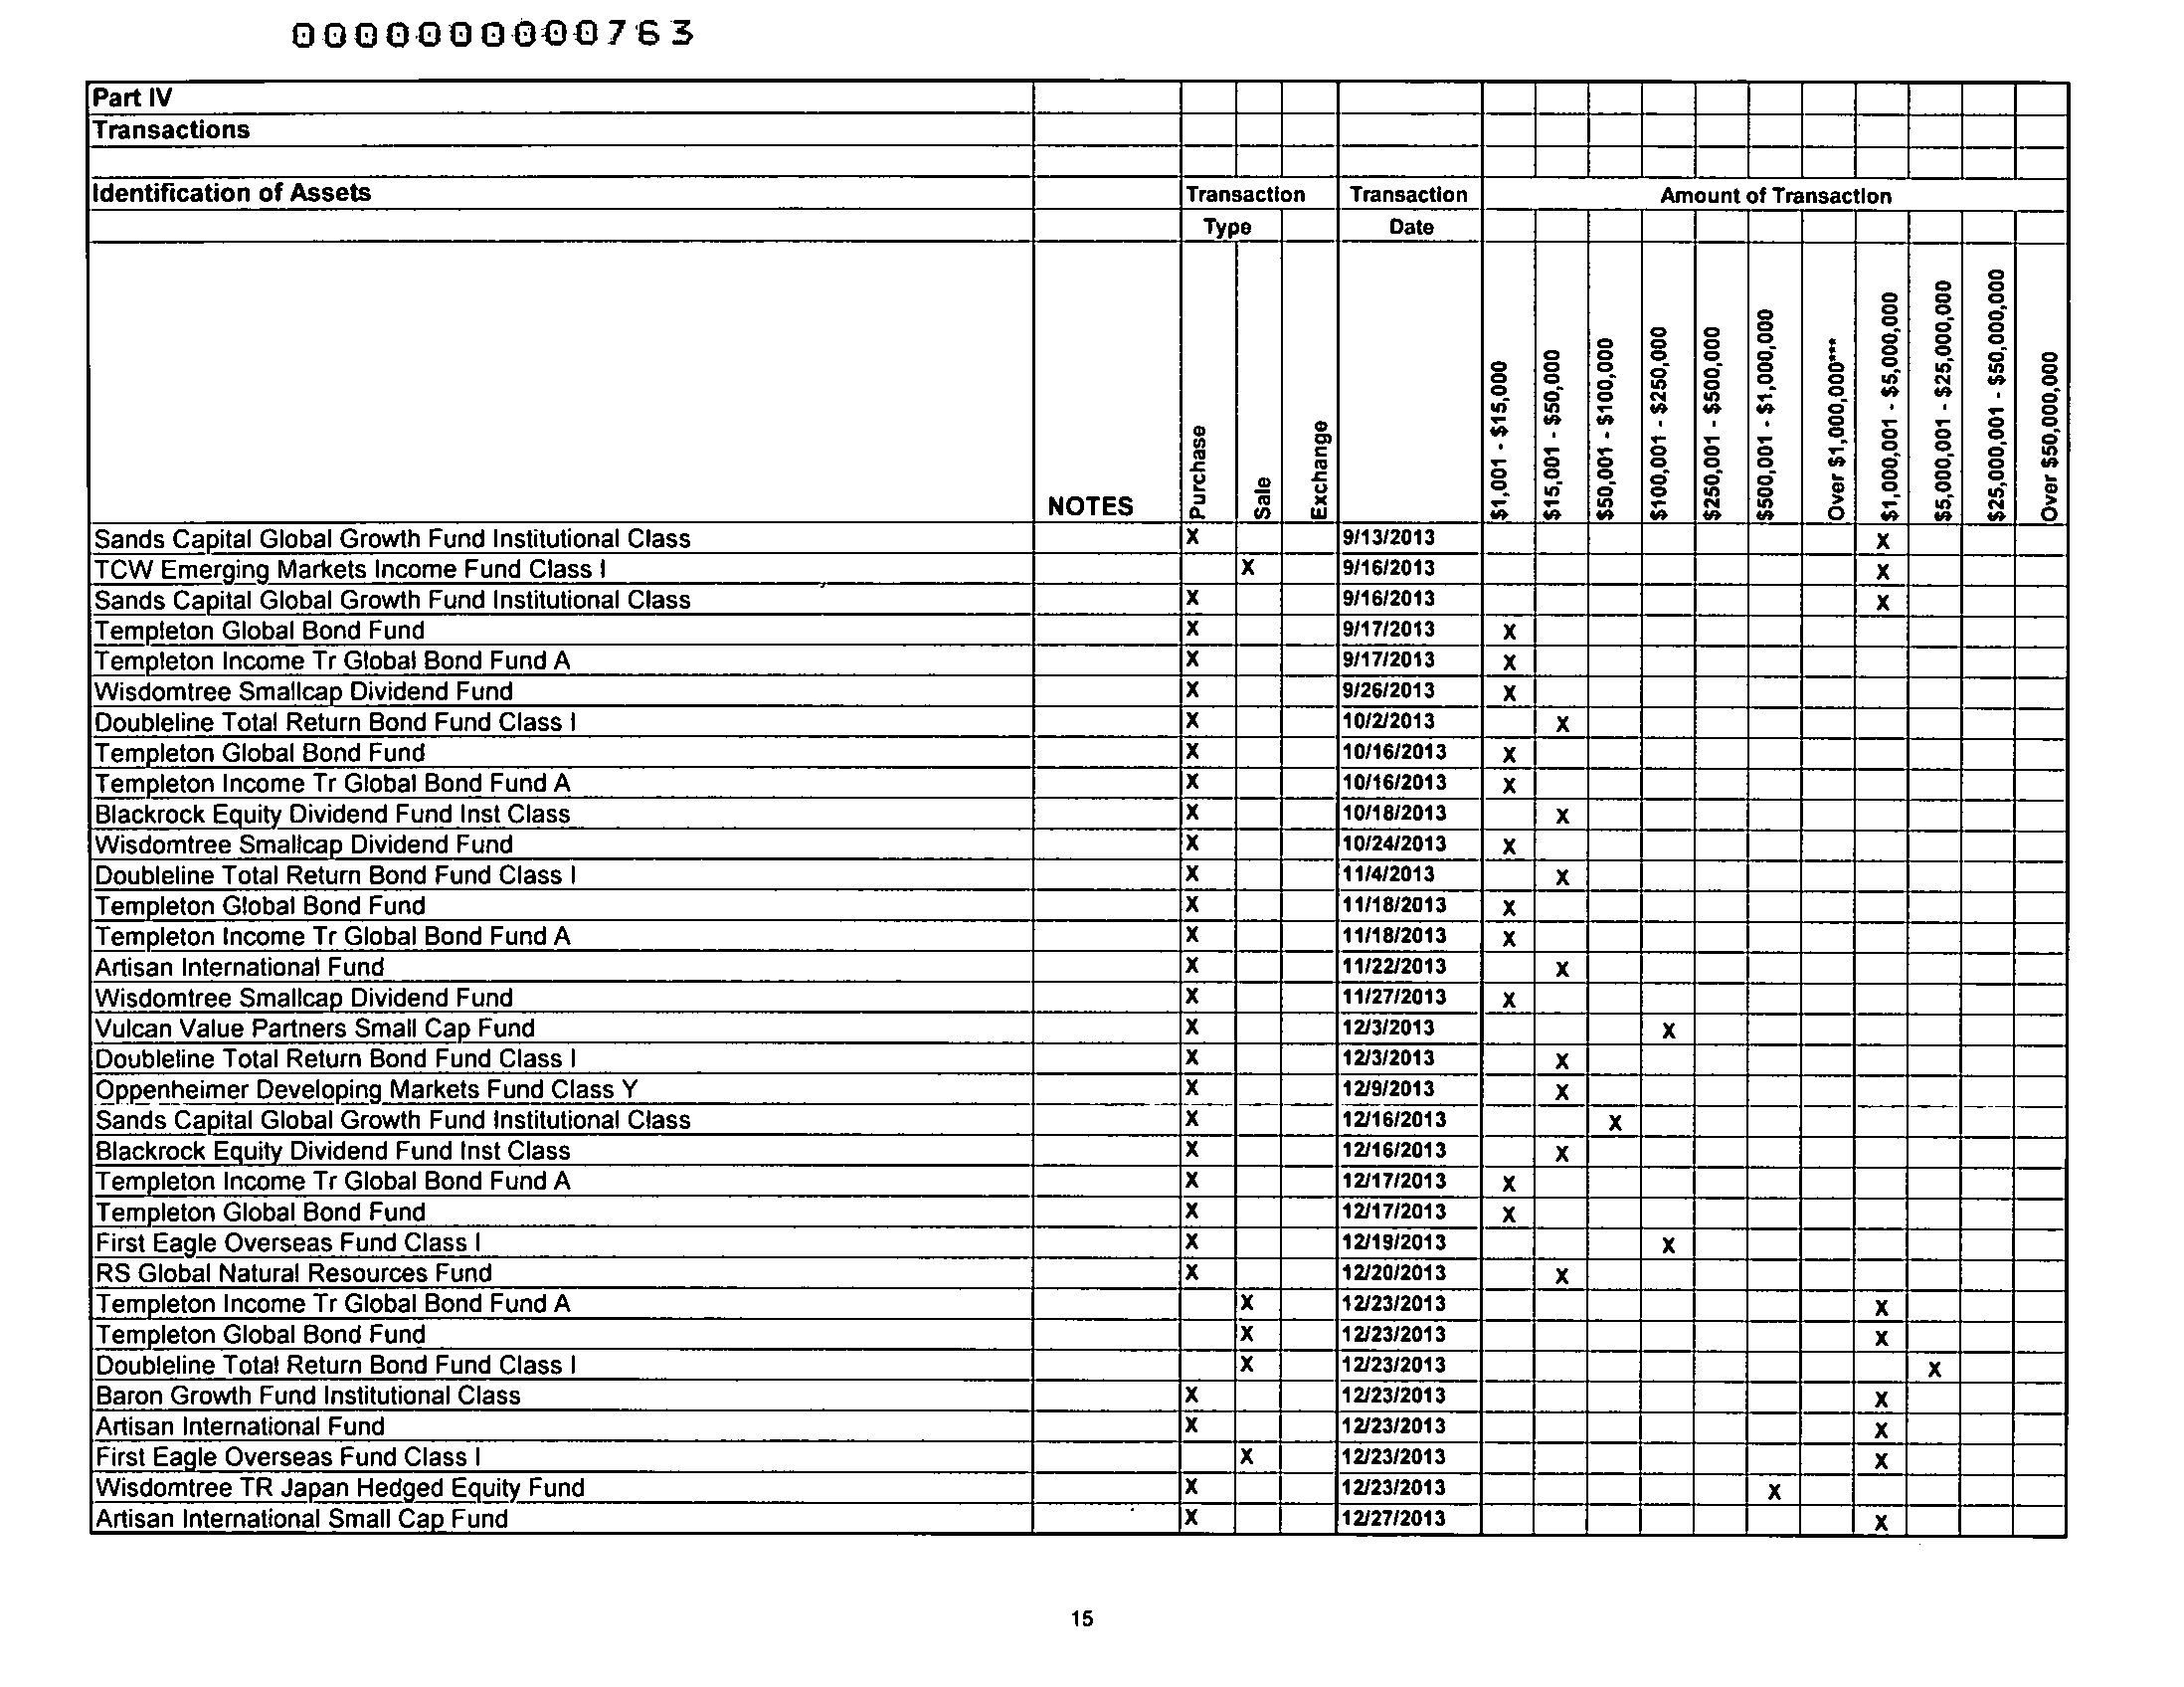 0000000000763
Part IV
Transactions
Identification of Assets Transaction Transaction Amount of Transaction
Type Date
NOTES Purchase Sale Exchange $1,001 - $15,000 $15,001 - $50,000 $50,001 - $100,000 $100,001 - $250,000 $250,001 - $500,000 $500,001 - $1,000,000 Over $1,000,000*** $1,000,001 - $5,000,000 $5,000,001 - $25,000,000 $25,000,001 - $50,000,000 Over $50,000,000
Sands Capital Global Growth Fund Institutional Class X 9/13/2013 X
TCW Emerging Markets Income Fund Class I X 9/16/2013 X
Sands Capital Global Growth Fund Institutional Class X 9/16/2013 X
Templeton Global Bond Fund X 9/17/2013 X
Templeton Income Tr Global Bond Fund A X 9/17/2013 X
Wisdomtree Smallcap Dividend Fund X 9/26/2013 X
Doubleline Total Return Bond Fund Class I X 10/2/2013 X
Templeton Global Bond Fund X 10/16/2013 X
Templeton Income Tr Global Bond Fund A X 10/16/2013 X
Blackrock Equity Dividend Fund Inst Class X 10/18/2013 X
Wisdomtree Smallcap Dividend Fund X 10/24/2013 X
Doubleline Total Return Bond Fund Class I X 11/4/2013 X
Templeton Global Bond Fund X 11/18/2013 X
Templeton Income Tr Global Bond Fund A X 11/18/2013 X
Artisan International Fund X 11/22/2013 X
Wisdomtree Smallcap Dividend Fund X 11/27/2013 X
Vulcan Value Partners Small Cap Fund X 12/3/2013 X
Doubleline Total Return Bond Fund Class I X 12/3/2013 X
Oppenheimer Developing Markets Fund Class Y X 12/9/2013 X
Sands Capital Global Growth Fund Institutional Class X 12/16/2013 X
Blackrock Equity Dividend Fund Inst Class X 12/16/2013 X
Templeton Income Tr Global Bond Fund A X 12/17/2013 X
Templeton Global Bond Fund X 12/17/2013 X
First Eagle Overseas Fund Class I X 12/19/2013 X
RS Global Natural Resources Fund X 12/20/2013 X
Templeton Income Tr Global Bond Fund A X 12/23/2013 X
Templeton Global Bond Fund X 12/23/2013 X
Doubleline Total Return Bond Fund Class I X 12/23/2013 X
Baron Growth Fund Institutional Class X 12/23/2013 X
Artisan International Fund X 12/23/2013 X
First Eagle Overseas Fund Class I X 12/23/2013 X
Wisdomtree TR Japan Hedged Equity Fund X 12/23/2013 X
Artisan International Small Cap Fund X 12/27/2013 X
15